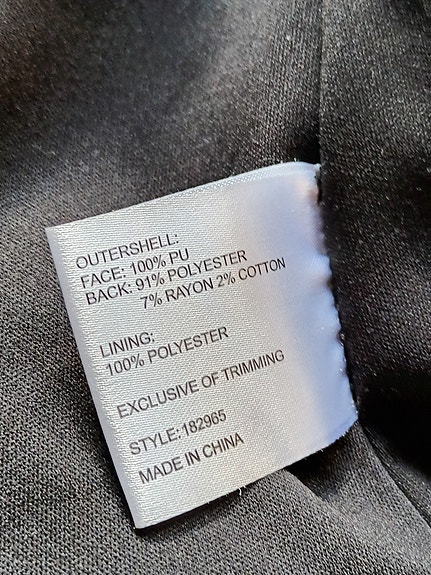 OUTERSHELL:
FACE: 100% PU
BACK: 91% POLYESTER
7% RAYON 2% COTTON
LINING:
100% POLYESTER
EXCLUSIVE OF TRIMMING
STYLE:182965
MADE IN CHINA